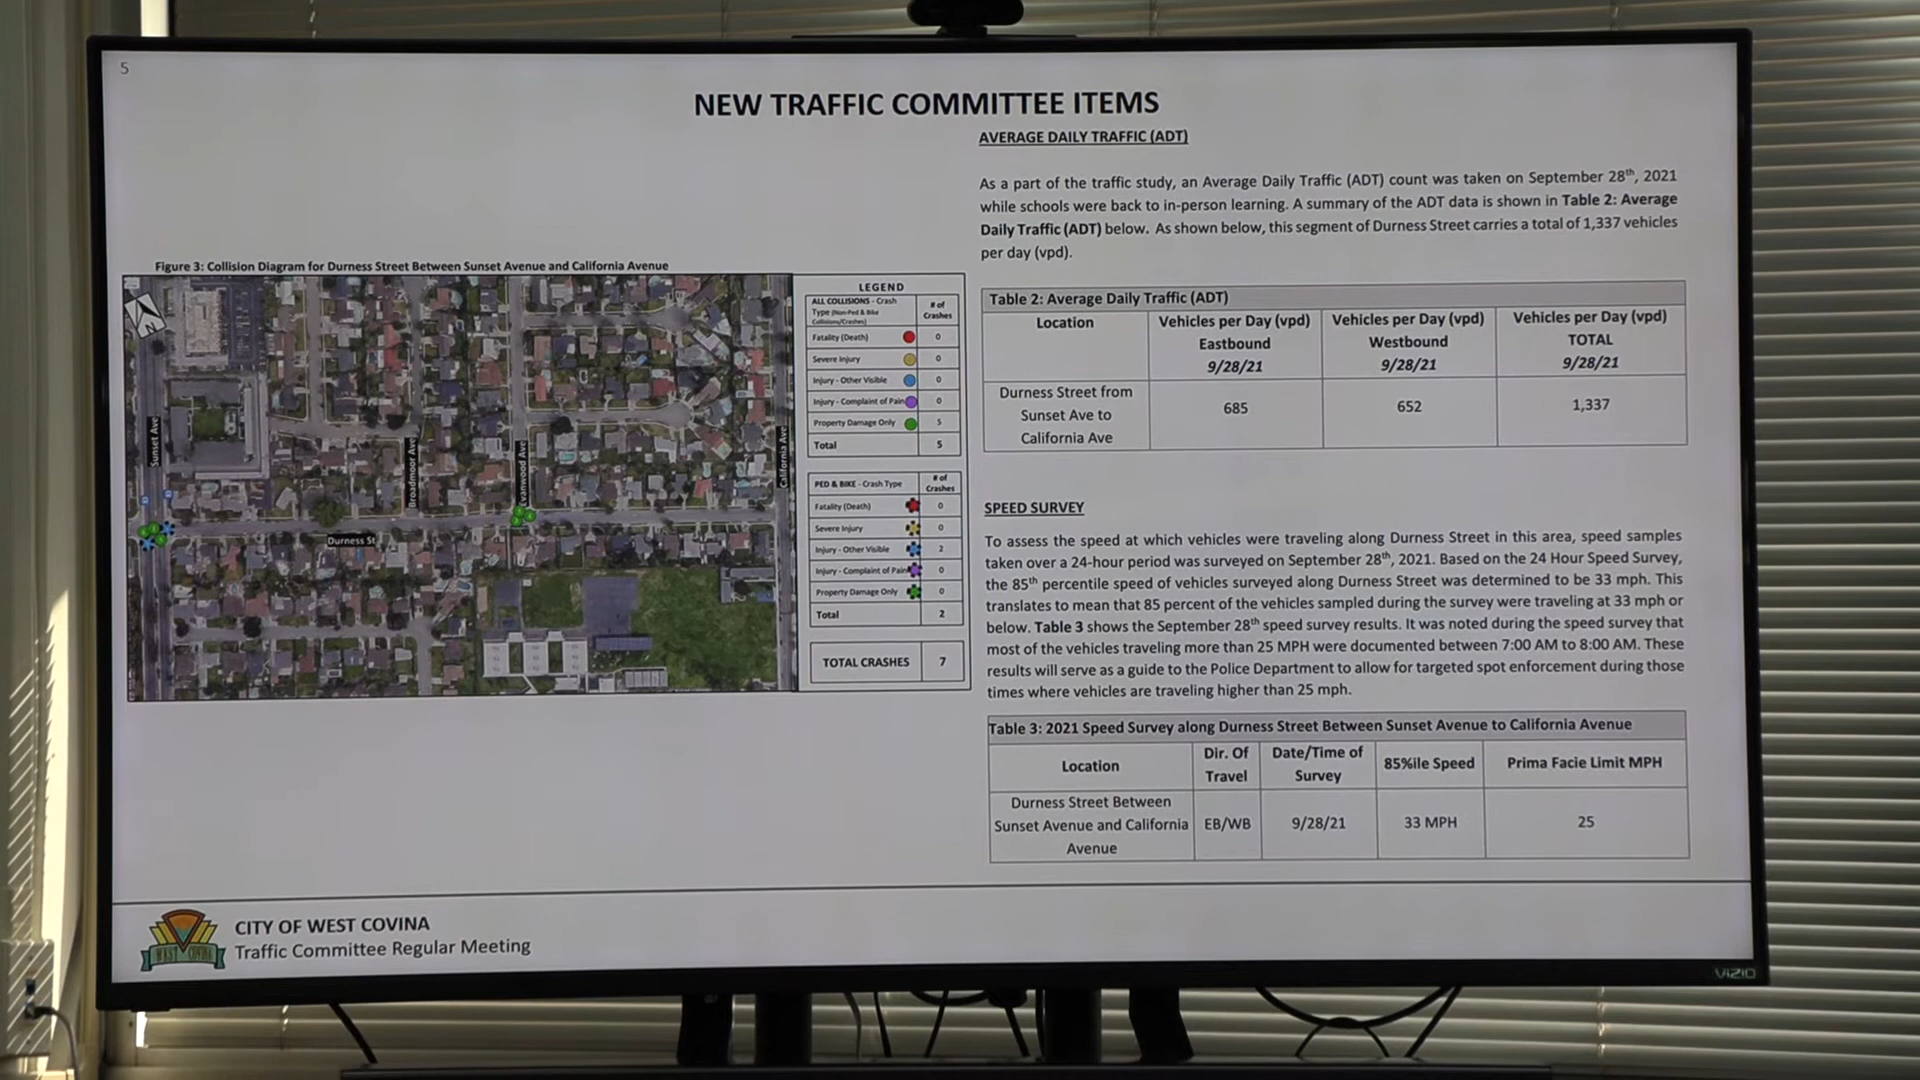 5
NEW TRAFFIC COMMITTEE ITEMS
AVERAGE DAILY TRAFFIC (ADT)
As a part of the traffic study, an Average Daily Traffic (ADT) count was taken on September 28th, 2021
while schools were back to in-person learning. A summary of the ADT data is shown in Table 2: Average
Daily Traffic (ADT) below. As shown below, this segment of Durness Street carries a total of 1,337 vehicles
per day (vpd).
Figure 3: Collision Diagram for Durness Street Between Sunset Avenue and California Avenue
N
Sunset Ave
Broadmoor Ave
Evanwood Ave
California Ave
Durness St
LEGEND
ALL COLLISIONS - Crash Type (Non-Ped & Bike Collisions/Crashes) # of Crashes
Fatality (Death) 0
Severe Injury 0
Injury - Other Visible 0
Injury - Complaint of Pain 0
Property Damage Only 5
Total 5
PED & BIKE - Crash Type # of Crashes
Fatality (Death) 0
Severe Injury 0
Injury - Other Visible 2
Injury - Complaint of Pain 0
Property Damage Only 0
Total 2
TOTAL CRASHES 7
Table 2: Average Daily Traffic (ADT)
Location Vehicles per Day (vpd) Eastbound 9/28/21 Vehicles per Day (vpd) Westbound 9/28/21 Vehicles per Day (vpd) TOTAL 9/28/21
Durness Street from Sunset Ave to California Ave 685 652 1,337
SPEED SURVEY
To assess the speed at which vehicles were traveling along Durness Street in this area, speed samples
taken over a 24-hour period was surveyed on September 28th, 2021. Based on the 24 Hour Speed Survey,
the 85th percentile speed of vehicles surveyed along Durness Street was determined to be 33 mph. This
translates to mean that 85 percent of the vehicles sampled during the survey were traveling at 33 mph or
below. Table 3 shows the September 28th speed survey results. It was noted during the speed survey that
most of the vehicles traveling more than 25 MPH were documented between 7:00 AM to 8:00 AM. These
results will serve as a guide to the Police Department to allow for targeted spot enforcement during those
times where vehicles are traveling higher than 25 mph.
Table 3: 2021 Speed Survey along Durness Street Between Sunset Avenue to California Avenue
Location Dir. Of Travel Date/Time of Survey 85%ile Speed Prima Facie Limit MPH
Durness Street Between Sunset Avenue and California Avenue EB/WB 9/28/21 33 MPH 25
WEST COVINA
CITY OF WEST COVINA
Traffic Committee Regular Meeting
VIZIO